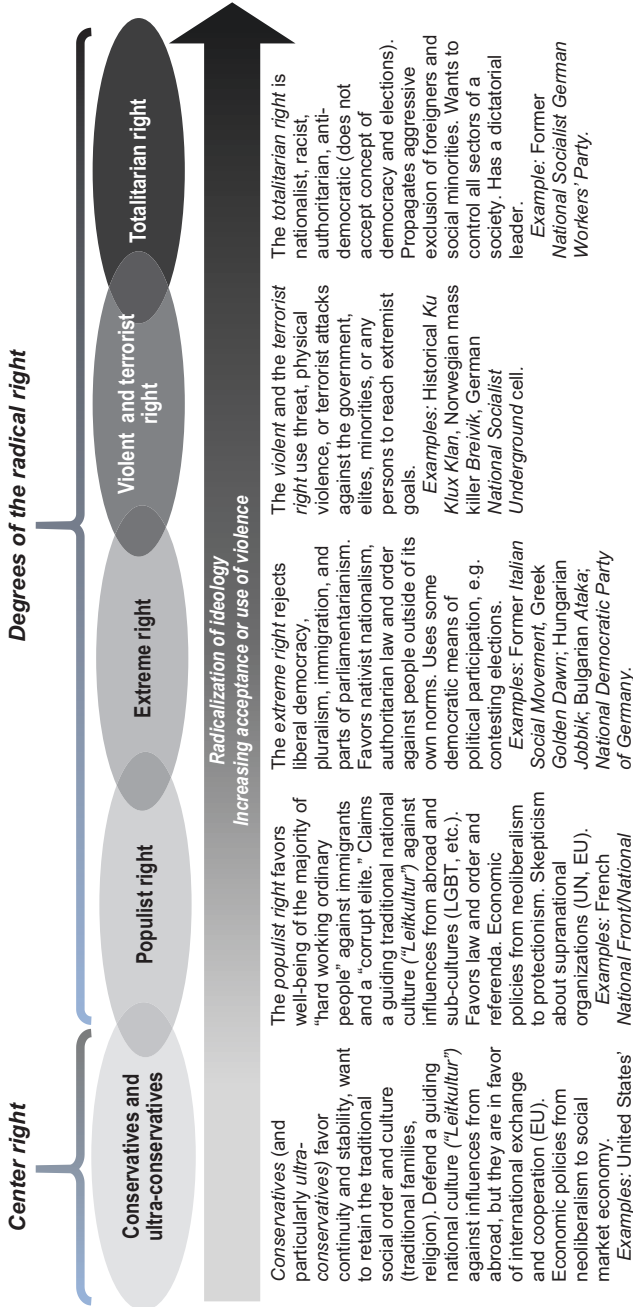 Center right
Degrees of the radical right
Conservatives and
ultra-conservatives
Populist right
Extreme right
Violent and terrorist
right
Totalitarian right
Radicalization of ideology
Increasing acceptance or use of violence
Conservatives (and
particularly ultra-
conservatives) favor
continuity and stability, want
to retain the traditional
social order and culture
(traditional families,
religion). Defend a guiding
national culture ("Leitkultur")
against influences from
abroad, but they are in favor
of international exchange
and cooperation (EU).
Economic policies from
neoliberalism to social
market economy.
Examples: United States'
The populist right favors
well-being of the majority of
"hard working ordinary
people" against immigrants
and a "corrupt elite." Claims
a guiding traditional national
culture ("Leitkultur") against
influences from abroad and
sub-cultures (LGBT, etc.).
Favors law and order and
referenda. Economic
policies from neoliberalism
to protectionism. Skepticism
about supranational
organizations (UN, EU).
Examples: French
National Front/National
The extreme right rejects
liberal democracy,
pluralism, immigration, and
parts of parliamentarianism.
Favors nativist nationalism,
authoritarian law and order
against people outside of its
own norms. Uses some
democratic means of
political participation, e.g.
contesting elections.
Examples: Former Italian
Social Movement, Greek
Golden Dawn; Hungarian
Jobbik; Bulgarian Ataka;
National Democratic Party
of Germany.
The violent and the terrorist
right use threat, physical
violence, or terrorist attacks
against the government,
elites, minorities, or any
persons to reach extremist
goals.
Examples: Historical Ku
Klux Klan, Norwegian mass
killer Breivik, German
National Socialist
Underground cell.
The totalitarian right is
nationalist, racist,
authoritarian, anti-
democratic (does not
accept concept of
democracy and elections).
Propagates aggressive
exclusion of foreigners and
social minorities. Wants to
control all sectors of a
society. Has a dictatorial
leader.
Example: Former
National Socialist German
Workers' Party.